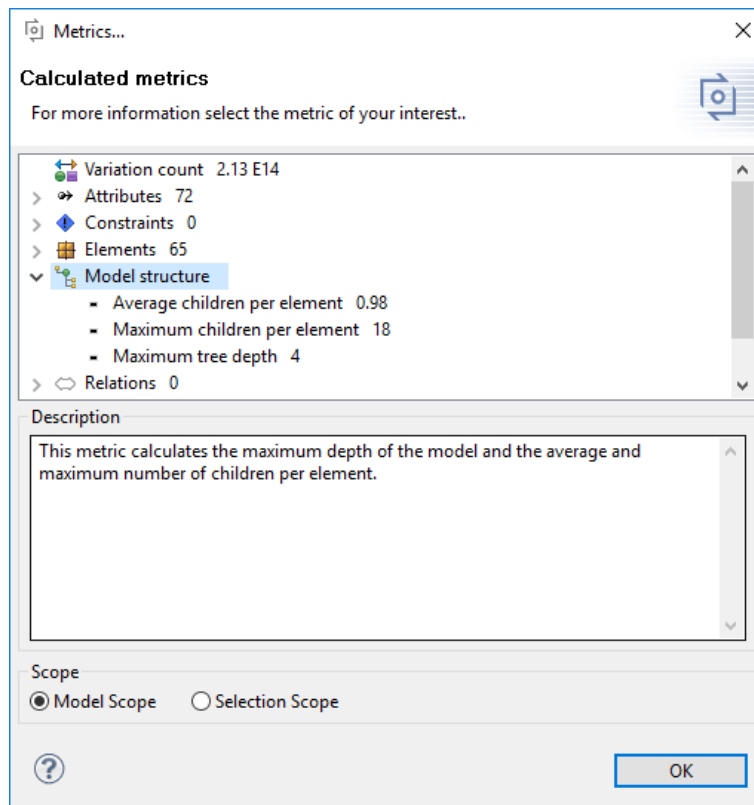 Metrics...
Calculated metrics
For more information select the metric of your interest..
Variation count 2.13 E14
Attributes 72
Constraints 0
Elements 65
Model structure
Average children per element 0.98
Maximum children per element 18
Maximum tree depth 4
Relations 0
Description
This metric calculates the maximum depth of the model and the average and
maximum number of children per element.
Scope
Model Scope Selection Scope
OK